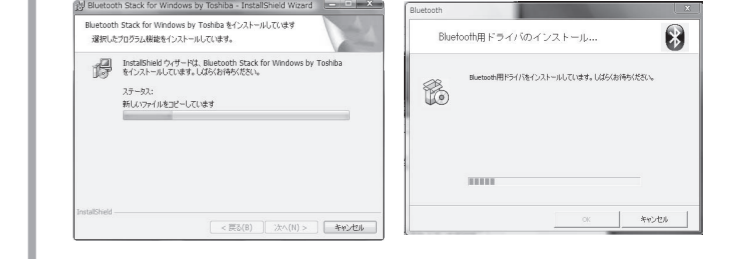 Bluetooth Stack for Windows by Toshiba - InstallShield Wizard
Bluetooth Stack for Windows by Toshiba をインストールしています
選択したプログラム機能をインストールしています。
InstallShield ウィザードは、Bluetooth Stack for Windows by Toshiba
をインストールしています。しばらくお待ちください。
ステータス:
新しいファイルをコピーしています
InstallShield
< 戻る(B)
次へ(N) >
キャンセル
Bluetooth
Bluetooth用ドライバのインストール...
Bluetooth用ドライバをインストールしています。しばらくお待ちください。
OK
キャンセル